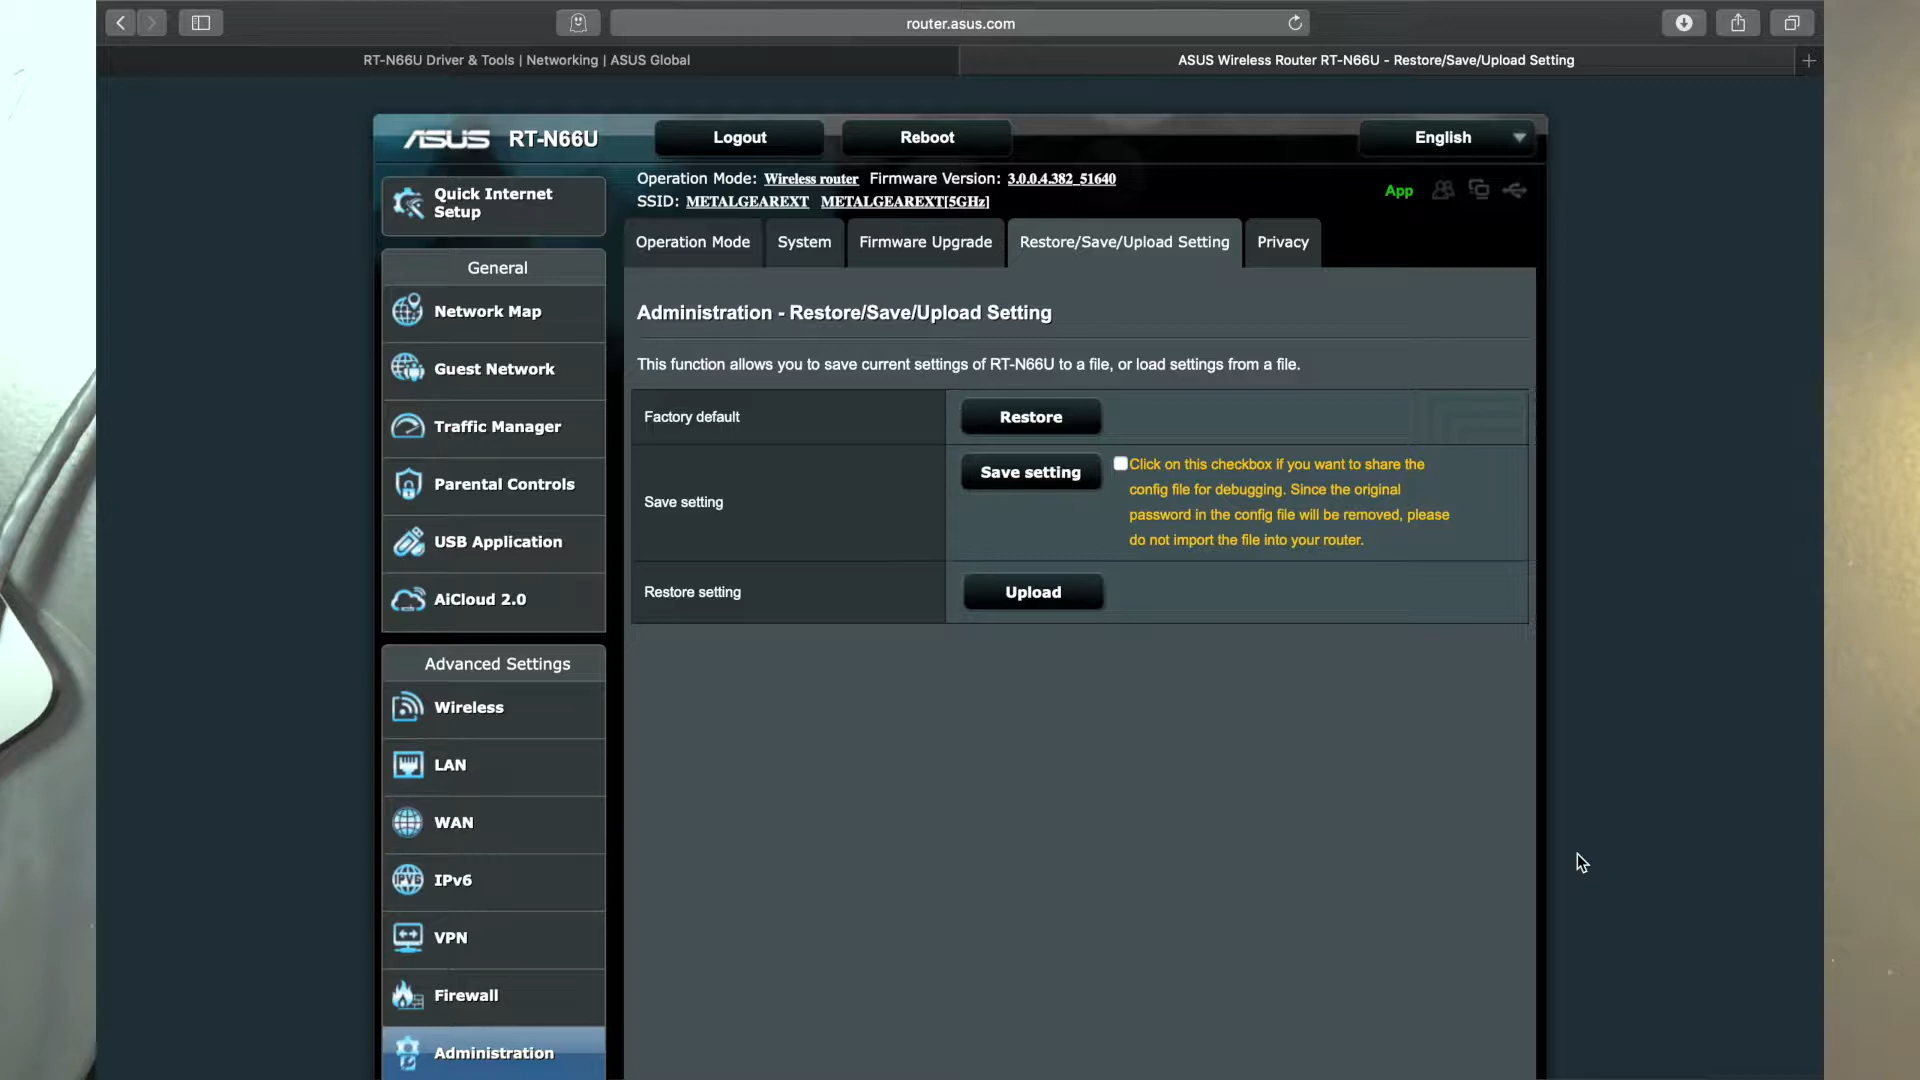 router.asus.com
RT-N66U Driver & Tools | Networking | ASUS Global
ASUS Wireless Router RT-N66U - Restore/Save/Upload Setting
ASUS RT-N66U
Logout
Reboot
English
Operation Mode: Wireless router Firmware Version: 3.0.0.4.382_51640
SSID: METALGEAREXT METALGEAREXT[5GHz]
App
Quick Internet
Setup
General
Network Map
Guest Network
Traffic Manager
Parental Controls
USB Application
AiCloud 2.0
Advanced Settings
Wireless
LAN
WAN
IPV6
IPv6
VPN
Firewall
Administration
Operation Mode
System
Firmware Upgrade
Restore/Save/Upload Setting
Privacy
Administration - Restore/Save/Upload Setting
This function allows you to save current settings of RT-N66U to a file, or load settings from a file.
Factory default
Restore
Save setting
Save setting
Click on this checkbox if you want to share the
config file for debugging. Since the original
password in the config file will be removed, please
do not import the file into your router.
Restore setting
Upload